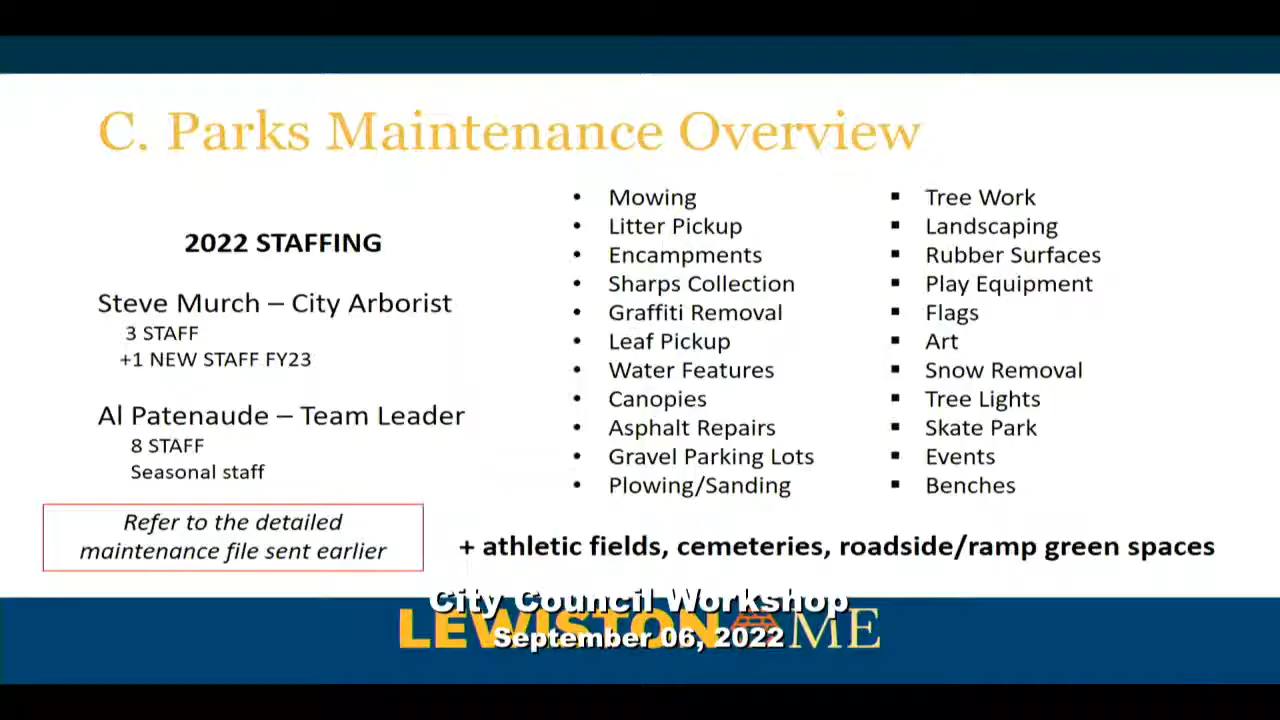 C. Parks Maintenance Overview
2022 STAFFING
Steve Murch – City Arborist
3 STAFF
+1 NEW STAFF FY23
Al Patenaude – Team Leader
8 STAFF
Seasonal staff
Refer to the detailed
maintenance file sent earlier
• Mowing
• Litter Pickup
• Encampments
• Sharps Collection
• Graffiti Removal
• Leaf Pickup
• Water Features
• Canopies
• Asphalt Repairs
• Gravel Parking Lots
• Plowing/Sanding
▪ Tree Work
▪ Landscaping
▪ Rubber Surfaces
▪ Play Equipment
▪ Flags
▪ Art
▪ Snow Removal
▪ Tree Lights
▪ Skate Park
▪ Events
▪ Benches
+ athletic fields, cemeteries, roadside/ramp green spaces
City Council Workshop
LEWISTON ME
September 06, 2022